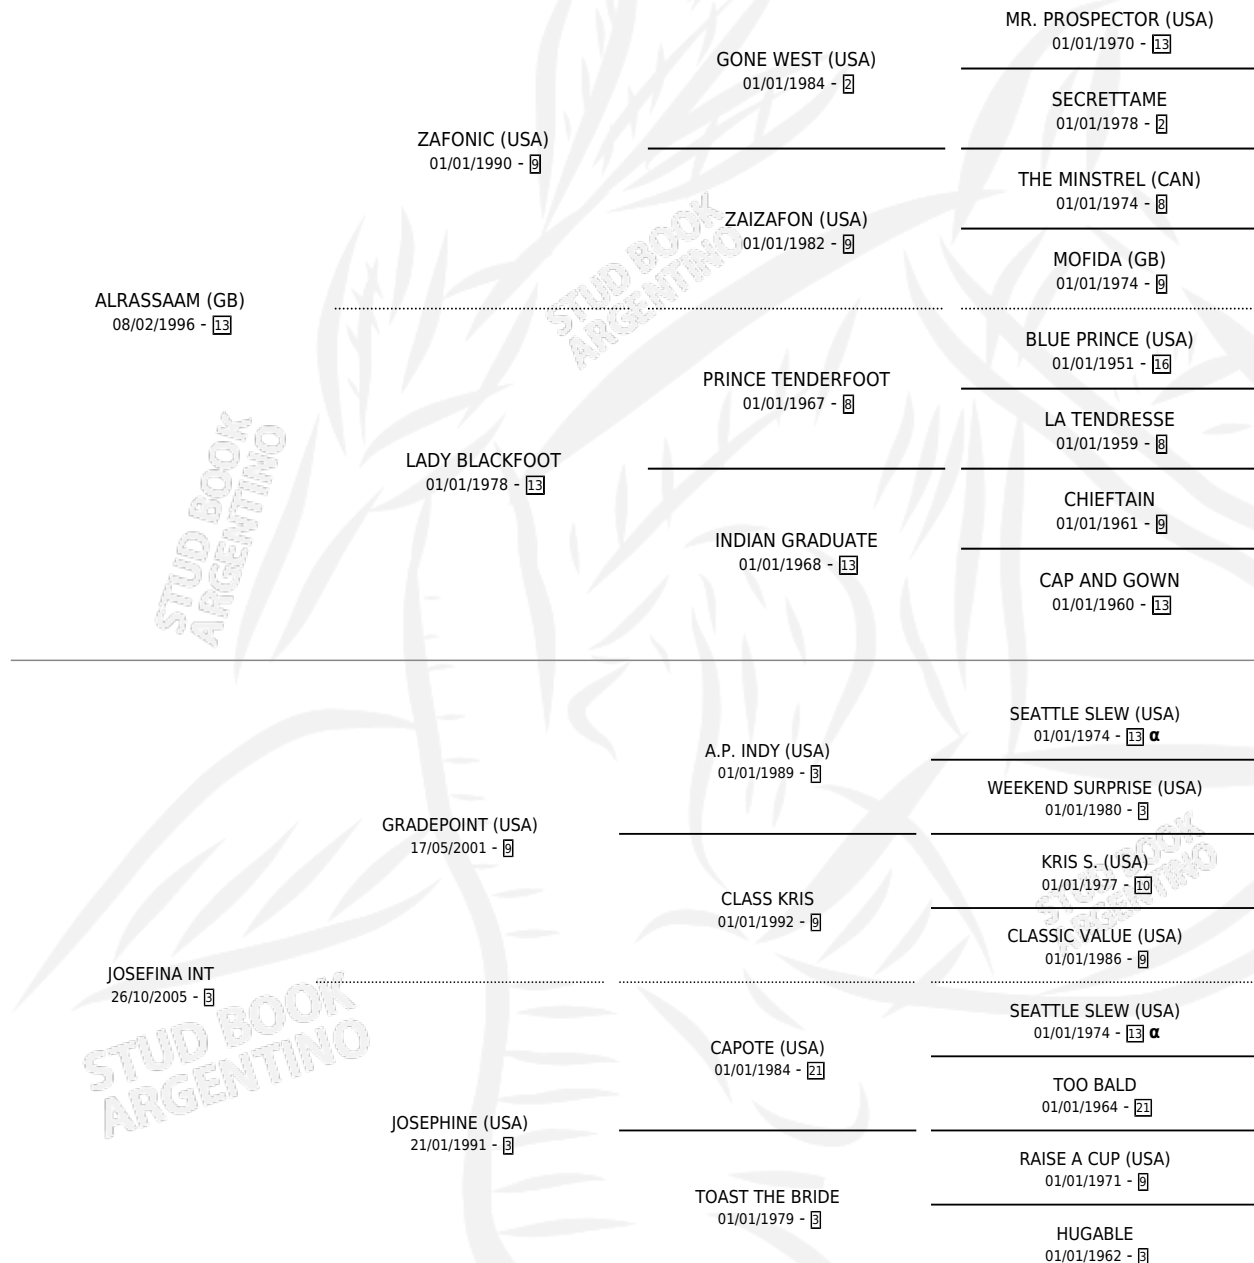 MR. PROSPECTOR (USA)
01/01/1970 - 13
GONE WEST (USA)
01/01/1984 - 2
SECRETTAME
01/01/1978 - 2
ZAFONIC (USA)
01/01/1990 - 9
THE MINSTREL (CAN)
01/01/1974 - 8
ZAIZAFON (USA)
01/01/1982 - 9
MOFIDA (GB)
01/01/1974 - 9
ALRASSAAM (GB)
08/02/1996 - 13
BLUE PRINCE (USA)
01/01/1951 - 16
PRINCE TENDERFOOT
01/01/1967 - 8
LA TENDRESSE
01/01/1959 - 8
LADY BLACKFOOT
01/01/1978 - 13
CHIEFTAIN
01/01/1961 - 9
INDIAN GRADUATE
01/01/1968 - 13
CAP AND GOWN
01/01/1960 - 13
SEATTLE SLEW (USA)
01/01/1974 - 13 α
A.P. INDY (USA)
01/01/1989 - 3
WEEKEND SURPRISE (USA)
01/01/1980 - 3
GRADEPOINT (USA)
17/05/2001 - 9
KRIS S. (USA)
01/01/1977 - 10
CLASS KRIS
01/01/1992 - 9
CLASSIC VALUE (USA)
01/01/1986 - 9
JOSEFINA INT
26/10/2005 - 3
SEATTLE SLEW (USA)
01/01/1974 - 13 α
CAPOTE (USA)
01/01/1984 - 21
TOO BALD
01/01/1964 - 21
JOSEPHINE (USA)
21/01/1991 - 3
RAISE A CUP (USA)
01/01/1971 - 9
TOAST THE BRIDE
01/01/1979 - 3
HUGABLE
01/01/1962 - 3
STUD BOOK
ARGENTINO
STUD BOOK
ARGENTINO
STUD BOOK
ARGENTINO
STUD BOOK
ARGENTINO